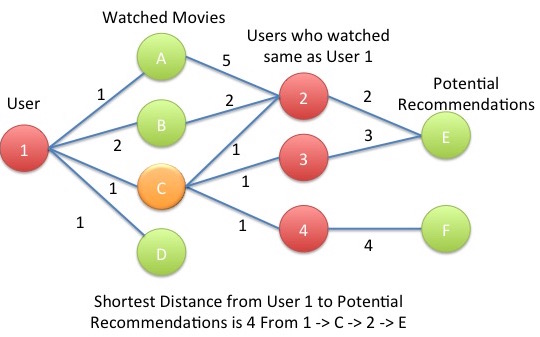 Watched Movies
Users who watched
same as User 1
Potential
Recommendations
User
1
A
B
C
D
2
3
4
E
F
1
2
1
1
5
2
1
1
1
2
3
4
Shortest Distance from User 1 to Potential
Recommendations is 4 From 1 -> C -> 2 -> E